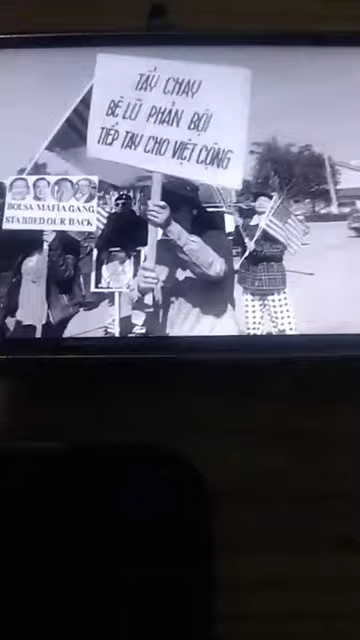 TẨY CHAY
BÈ LŨ PHẢN BỘI
TIẾP TAY CHO VIỆT CỘNG
BOLSA MAFIA GANG
STABBED OUR BACK